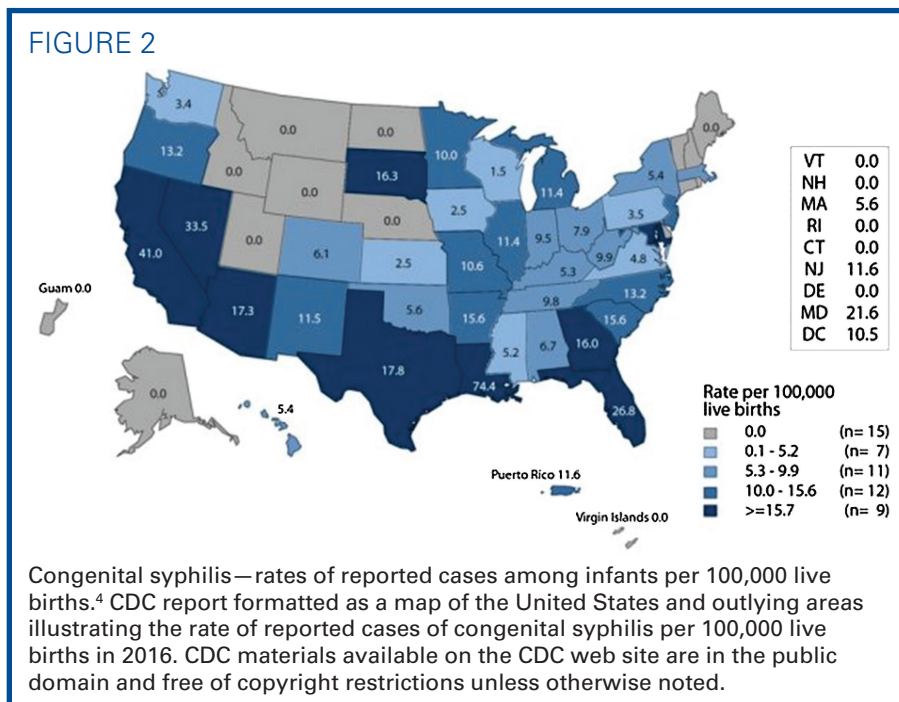 FIGURE 2
3.4
0.0
0.0
10.0
0.0
13.2
0.0
16.3
1.5
11.4
5.4
0.0
0.0
2.5
3.5
33.5
0.0
6.1
2.5
11.4
9.5
7.9
9.9
4.8
41.0
10.6
5.3
17.3
11.5
5.6
15.6
9.8
13.2
15.6
17.8
74.4
5.2
6.7
16.0
26.8
VT 0.0
NH 0.0
MA 5.6
RI 0.0
CT 0.0
NJ 11.6
DE 0.0
MD 21.6
DC 10.5
Guam 0.0
0.0
5.4
Puerto Rico 11.6
Virgin Islands 0.0
Rate per 100,000
live births
0.0 (n= 15)
0.1 - 5.2 (n= 7)
5.3 - 9.9 (n= 11)
10.0 - 15.6 (n= 12)
>=15.7 (n= 9)
Congenital syphilis—rates of reported cases among infants per 100,000 live
births.⁴ CDC report formatted as a map of the United States and outlying areas
illustrating the rate of reported cases of congenital syphilis per 100,000 live
births in 2016. CDC materials available on the CDC web site are in the public
domain and free of copyright restrictions unless otherwise noted.